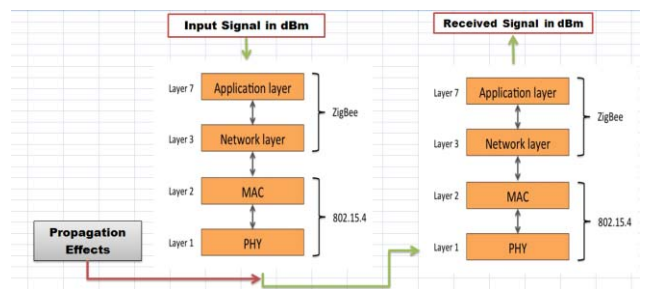 Input Signal in dBm
Layer 7
Application layer
Layer 3
Network layer
ZigBee
Layer 2
MAC
Layer 1
PHY
802.15.4
Propagation
Effects
Received Signal in dBm
Layer 7
Application layer
Layer 3
Network layer
ZigBee
Layer 2
MAC
Layer 1
PHY
802.15.4